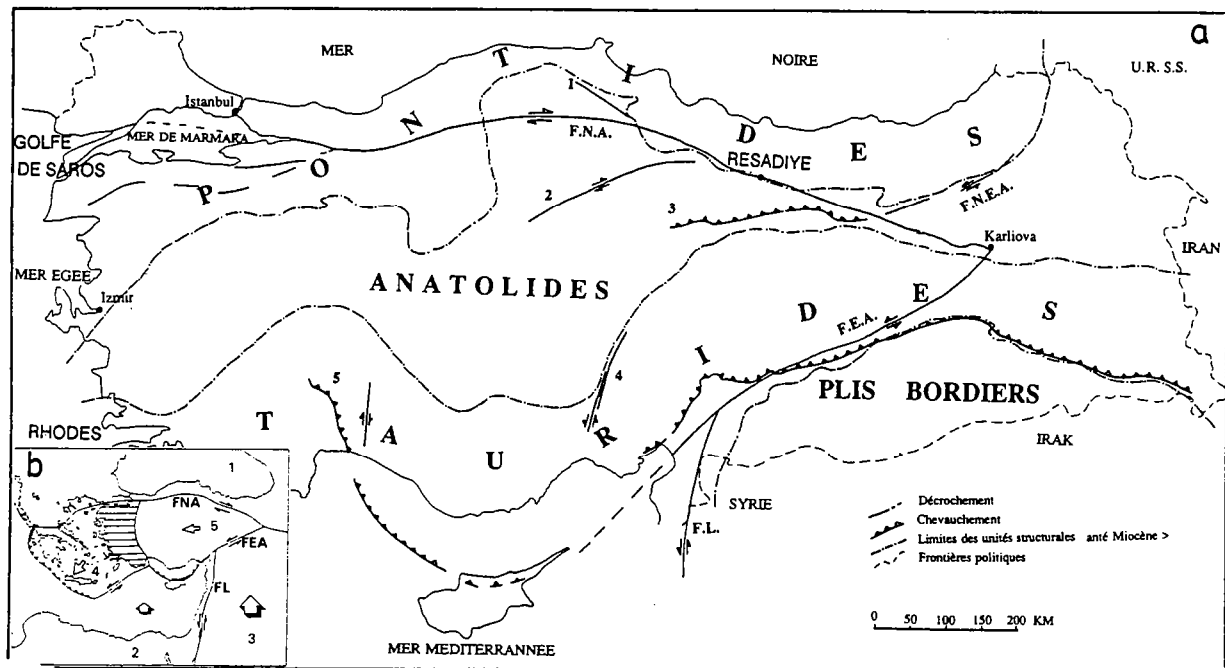 a
MER
NOIRE
U.R.S.S.
P O N T I D E S
Istanbul
MER DE MARMAKA
GOLFE
DE SAROS
1
F.N.A.
RESADIYE
2
3
F.N.E.A.
Karliova
IRAN
MER EGEE
Izmir
ANATOLIDES
T A U R I D E S
F.E.A.
4
5
PLIS BORDIERS
RHODES
IRAK
SYRIE
F.L.
MER MEDITERRANNEE
Décrochement
Chevauchement
Limites des unités structurales anté Miocène >
Frontières politiques
0 50 100 150 200 KM
b
1
FNA
5
FEA
4
FL
3
2